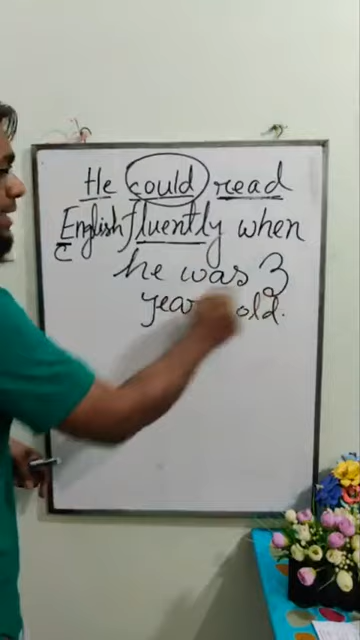 He could read
English fluently when
C
he was 3
old.